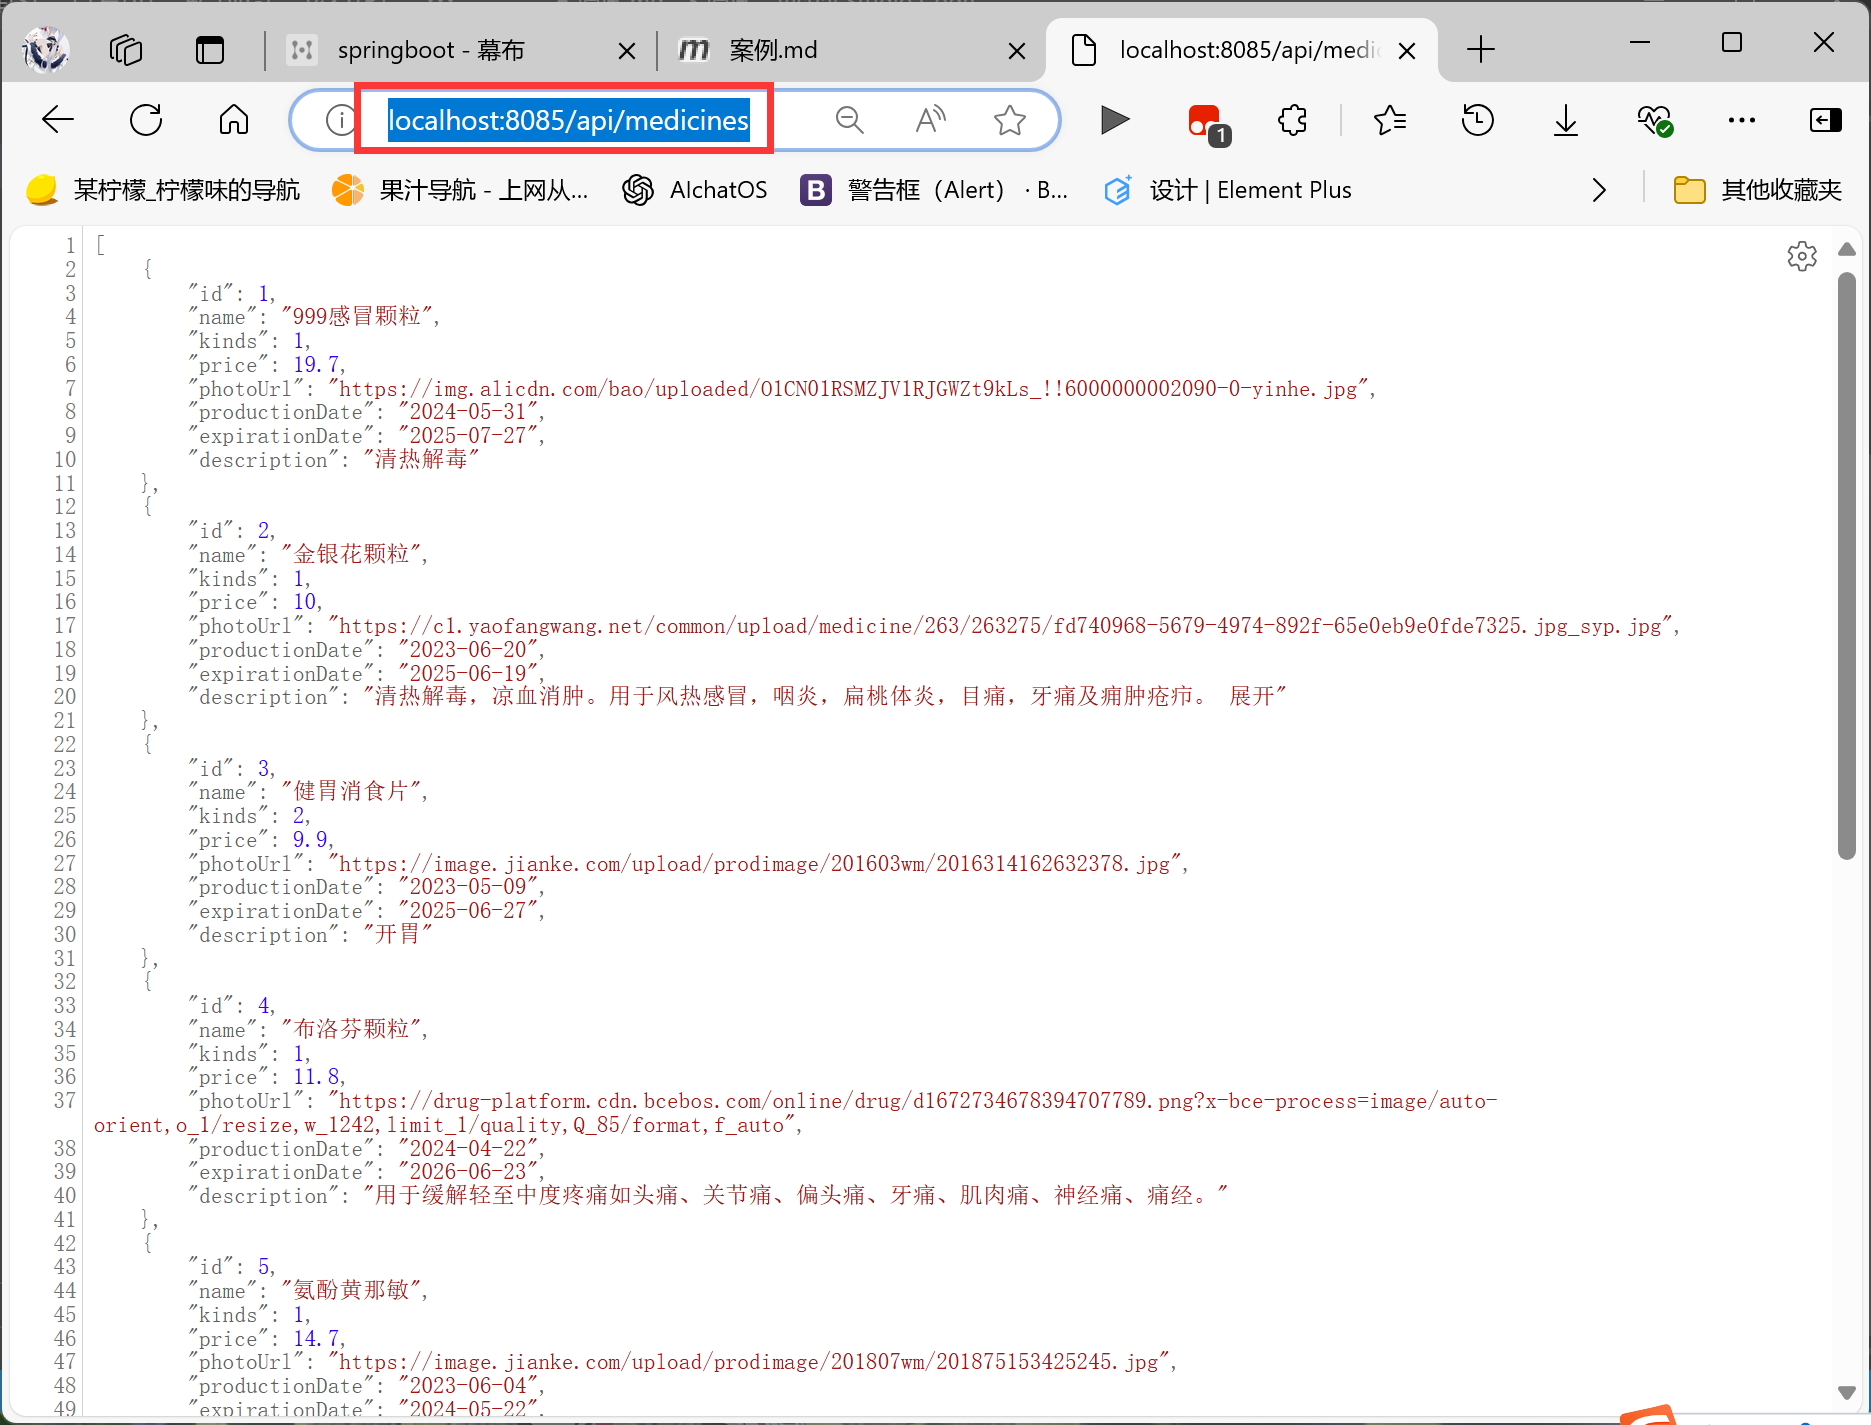 springboot - 幕布
案例.md
localhost:8085/api/medic
localhost:8085/api/medicines
1
某柠檬_柠檬味的导航
果汁导航 - 上网从...
AIchatOS
警告框（Alert） · B...
设计 | Element Plus
其他收藏夹
1 [
2 {
3 "id": 1,
4 "name": "999感冒颗粒",
5 "kinds": 1,
6 "price": 19.7,
7 "photoUrl": "https://img.alicdn.com/bao/uploaded/O1CN01RSMZJV1RJGWZt9kLs_!!6000000002090-0-yinhe.jpg",
8 "productionDate": "2024-05-31",
9 "expirationDate": "2025-07-27",
10 "description": "清热解毒"
11 },
12 {
13 "id": 2,
14 "name": "金银花颗粒",
15 "kinds": 1,
16 "price": 10,
17 "photoUrl": "https://c1.yaofangwang.net/common/upload/medicine/263/263275/fd740968-5679-4974-892f-65e0eb9e0fde7325.jpg_syp.jpg",
18 "productionDate": "2023-06-20",
19 "expirationDate": "2025-06-19",
20 "description": "清热解毒，凉血消肿。用于风热感冒，咽炎，扁桃体炎，目痛，牙痛及痈肿疮疖。 展开"
21 },
22 {
23 "id": 3,
24 "name": "健胃消食片",
25 "kinds": 2,
26 "price": 9.9,
27 "photoUrl": "https://image.jianke.com/upload/prodimage/201603wm/2016314162632378.jpg",
28 "productionDate": "2023-05-09",
29 "expirationDate": "2025-06-27",
30 "description": "开胃"
31 },
32 {
33 "id": 4,
34 "name": "布洛芬颗粒",
35 "kinds": 1,
36 "price": 11.8,
37 "photoUrl": "https://drug-platform.cdn.bcebos.com/online/drug/d1672734678394707789.png?x-bce-process=image/auto-
orient,o_1/resize,w_1242,limit_1/quality,Q_85/format,f_auto",
38 "productionDate": "2024-04-22",
39 "expirationDate": "2026-06-23",
40 "description": "用于缓解轻至中度疼痛如头痛、关节痛、偏头痛、牙痛、肌肉痛、神经痛、痛经。"
41 },
42 {
43 "id": 5,
44 "name": "氨酚黄那敏",
45 "kinds": 1,
46 "price": 14.7,
47 "photoUrl": "https://image.jianke.com/upload/prodimage/201807wm/201875153425245.jpg",
48 "productionDate": "2023-06-04",
49 "expirationDate": "2024-05-22",